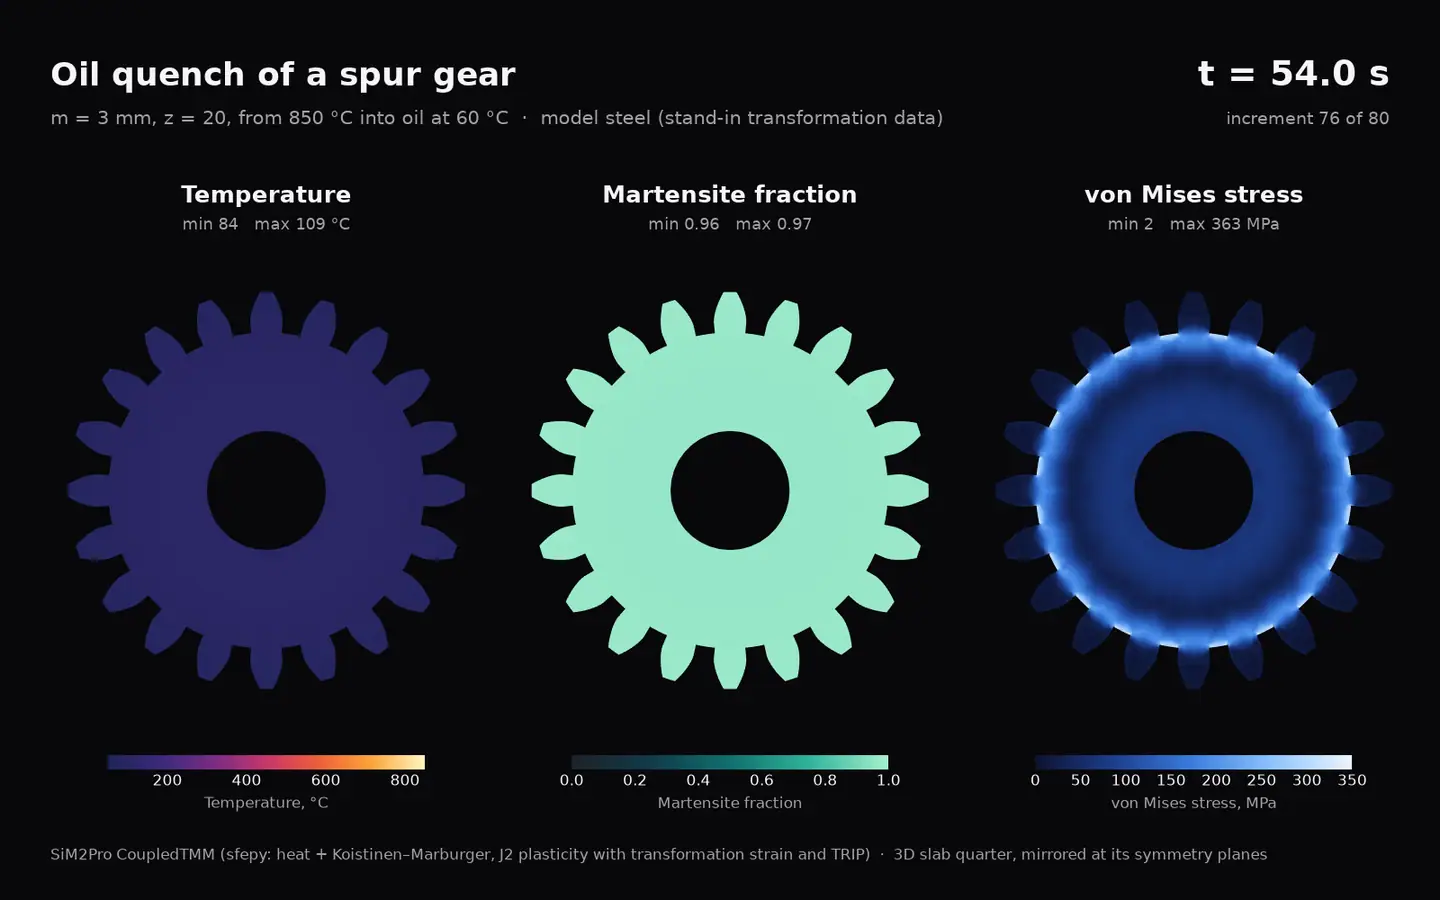 Oil quench of a spur gear
t = 54.0 s
m = 3 mm, z = 20, from 850 °C into oil at 60 °C · model steel (stand-in transformation data)
increment 76 of 80
Temperature
min 84 max 109 °C
Martensite fraction
min 0.96 max 0.97
von Mises stress
min 2 max 363 MPa
200 400 600 800
Temperature, °C
0.0 0.2 0.4 0.6 0.8 1.0
Martensite fraction
0 50 100 150 200 250 300 350
von Mises stress, MPa
SiM2Pro CoupledTMM (sfepy: heat + Koistinen–Marburger, J2 plasticity with transformation strain and TRIP) · 3D slab quarter, mirrored at its symmetry planes